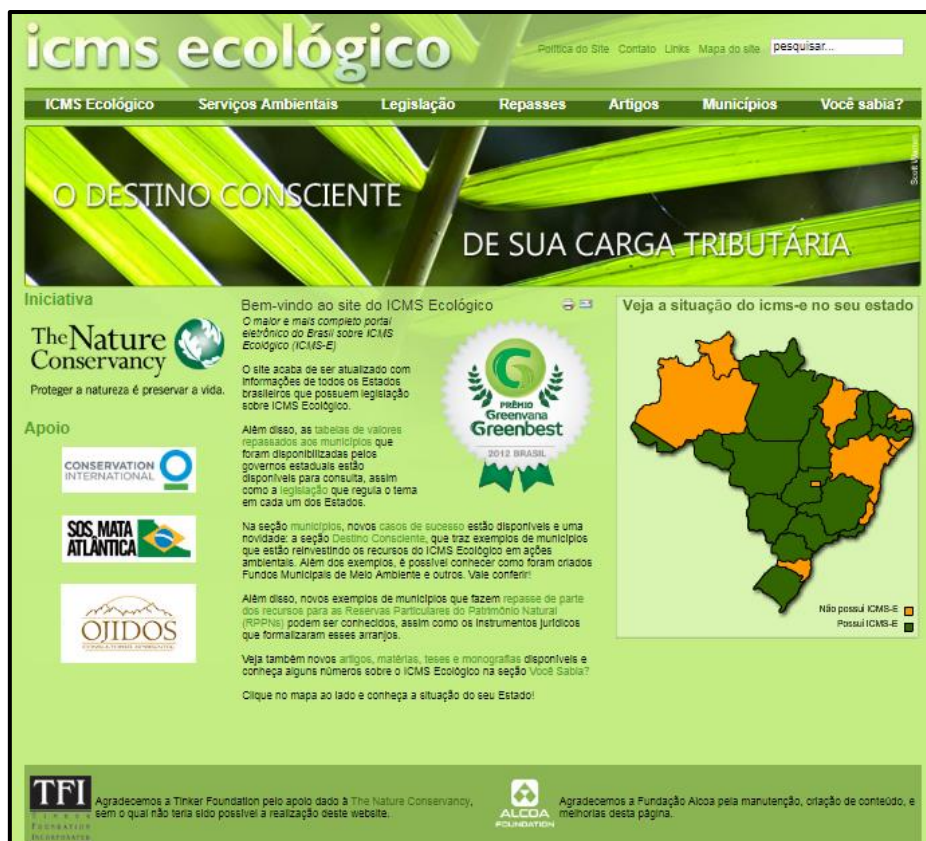 icms ecológico
Política do Site Contato Links Mapa do site pesquisar...
ICMS Ecológico Serviços Ambientais Legislação Repasses Artigos Municípios Você sabia?
O DESTINO CONSCIENTE
DE SUA CARGA TRIBUTÁRIA
Iniciativa
The Nature
Conservancy
Proteger a natureza é preservar a vida.
Apoio
CONSERVATION
INTERNATIONAL
SOS MATA
ATLÂNTICA
OJIDOS
Bem-vindo ao site do ICMS Ecológico
O maior e mais completo portal
eletrônico do Brasil sobre ICMS
Ecológico (ICMS-E)
O site acaba de ser atualizado com
informações de todos os Estados
brasileiros que possuem legislação
sobre ICMS Ecológico.
Além disso, as tabelas de valores
repassados aos municípios que
foram disponibilizadas pelos
governos estaduais estão
disponíveis para consulta, assim
como a legislação que regula o tema
em cada um dos Estados.
PRÊMIO
Greenvana
Greenbest
2012 BRASIL
Na seção municípios, novos casos de sucesso estão disponíveis e uma
novidade: a seção Destino Consciente, que traz exemplos de municípios
que estão reinvestindo os recursos do ICMS Ecológico em ações
ambientais. Além dos exemplos, é possível conhecer como foram criados
Fundos Municipais de Meio Ambiente e outros. Vale conferir!
Além disso, novos exemplos de municípios que fazem repasse de parte
dos recursos para as Reservas Particulares do Patrimônio Natural
(RPPNs) podem ser conhecidos, assim como os instrumentos jurídicos
que formalizaram esses arranjos.
Veja também novos artigos, matérias, teses e monografias disponíveis e
conheça alguns números sobre o ICMS Ecológico na seção Você Sabia?
Clique no mapa ao lado e conheça a situação do seu Estado!
Veja a situação do icms-e no seu estado
Não possui ICMS-E
Possui ICMS-E
TFI
TINKER
FOUNDATION
INCORPORATED
Agradecemos a Tinker Foundation pelo apoio dado à The Nature Conservancy,
sem o qual não teria sido possível a realização deste website.
ALCOA
FOUNDATION
Agradecemos a Fundação Alcoa pela manutenção, criação de conteúdo, e
melhorias desta página.